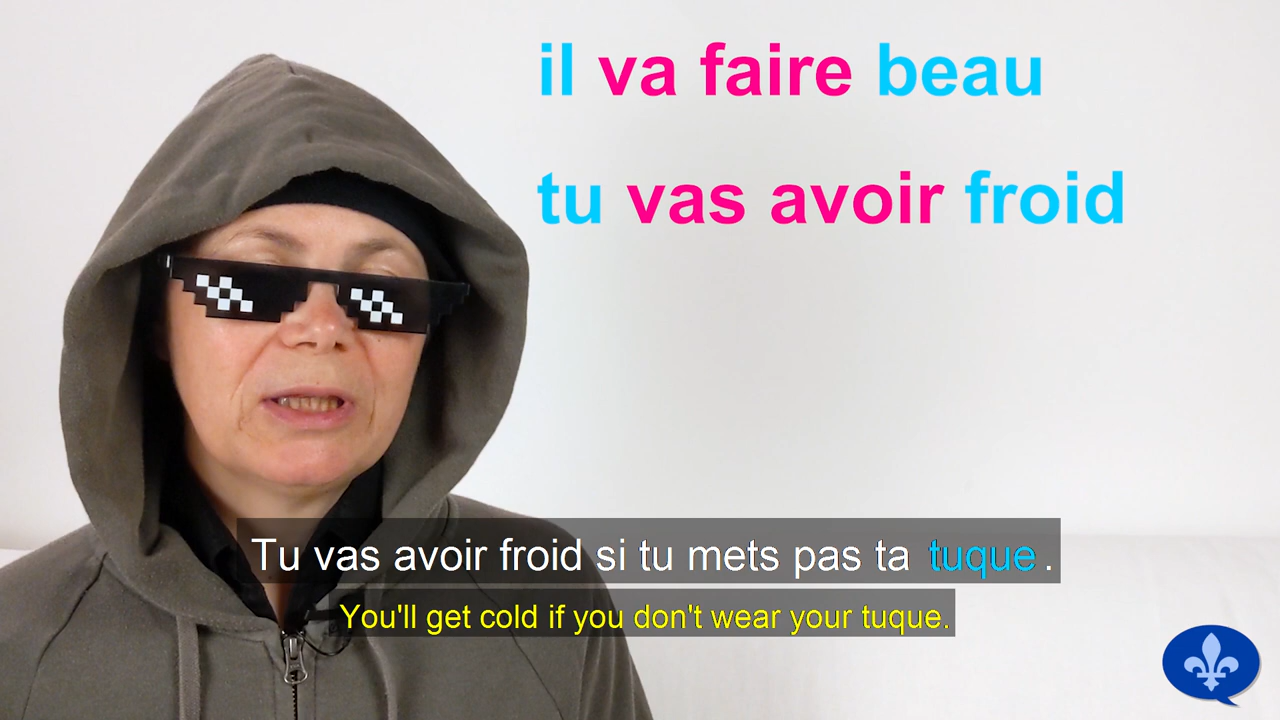 il va faire beau
tu vas avoir froid
Tu vas avoir froid si tu mets pas ta tuque.
You'll get cold if you don't wear your tuque.